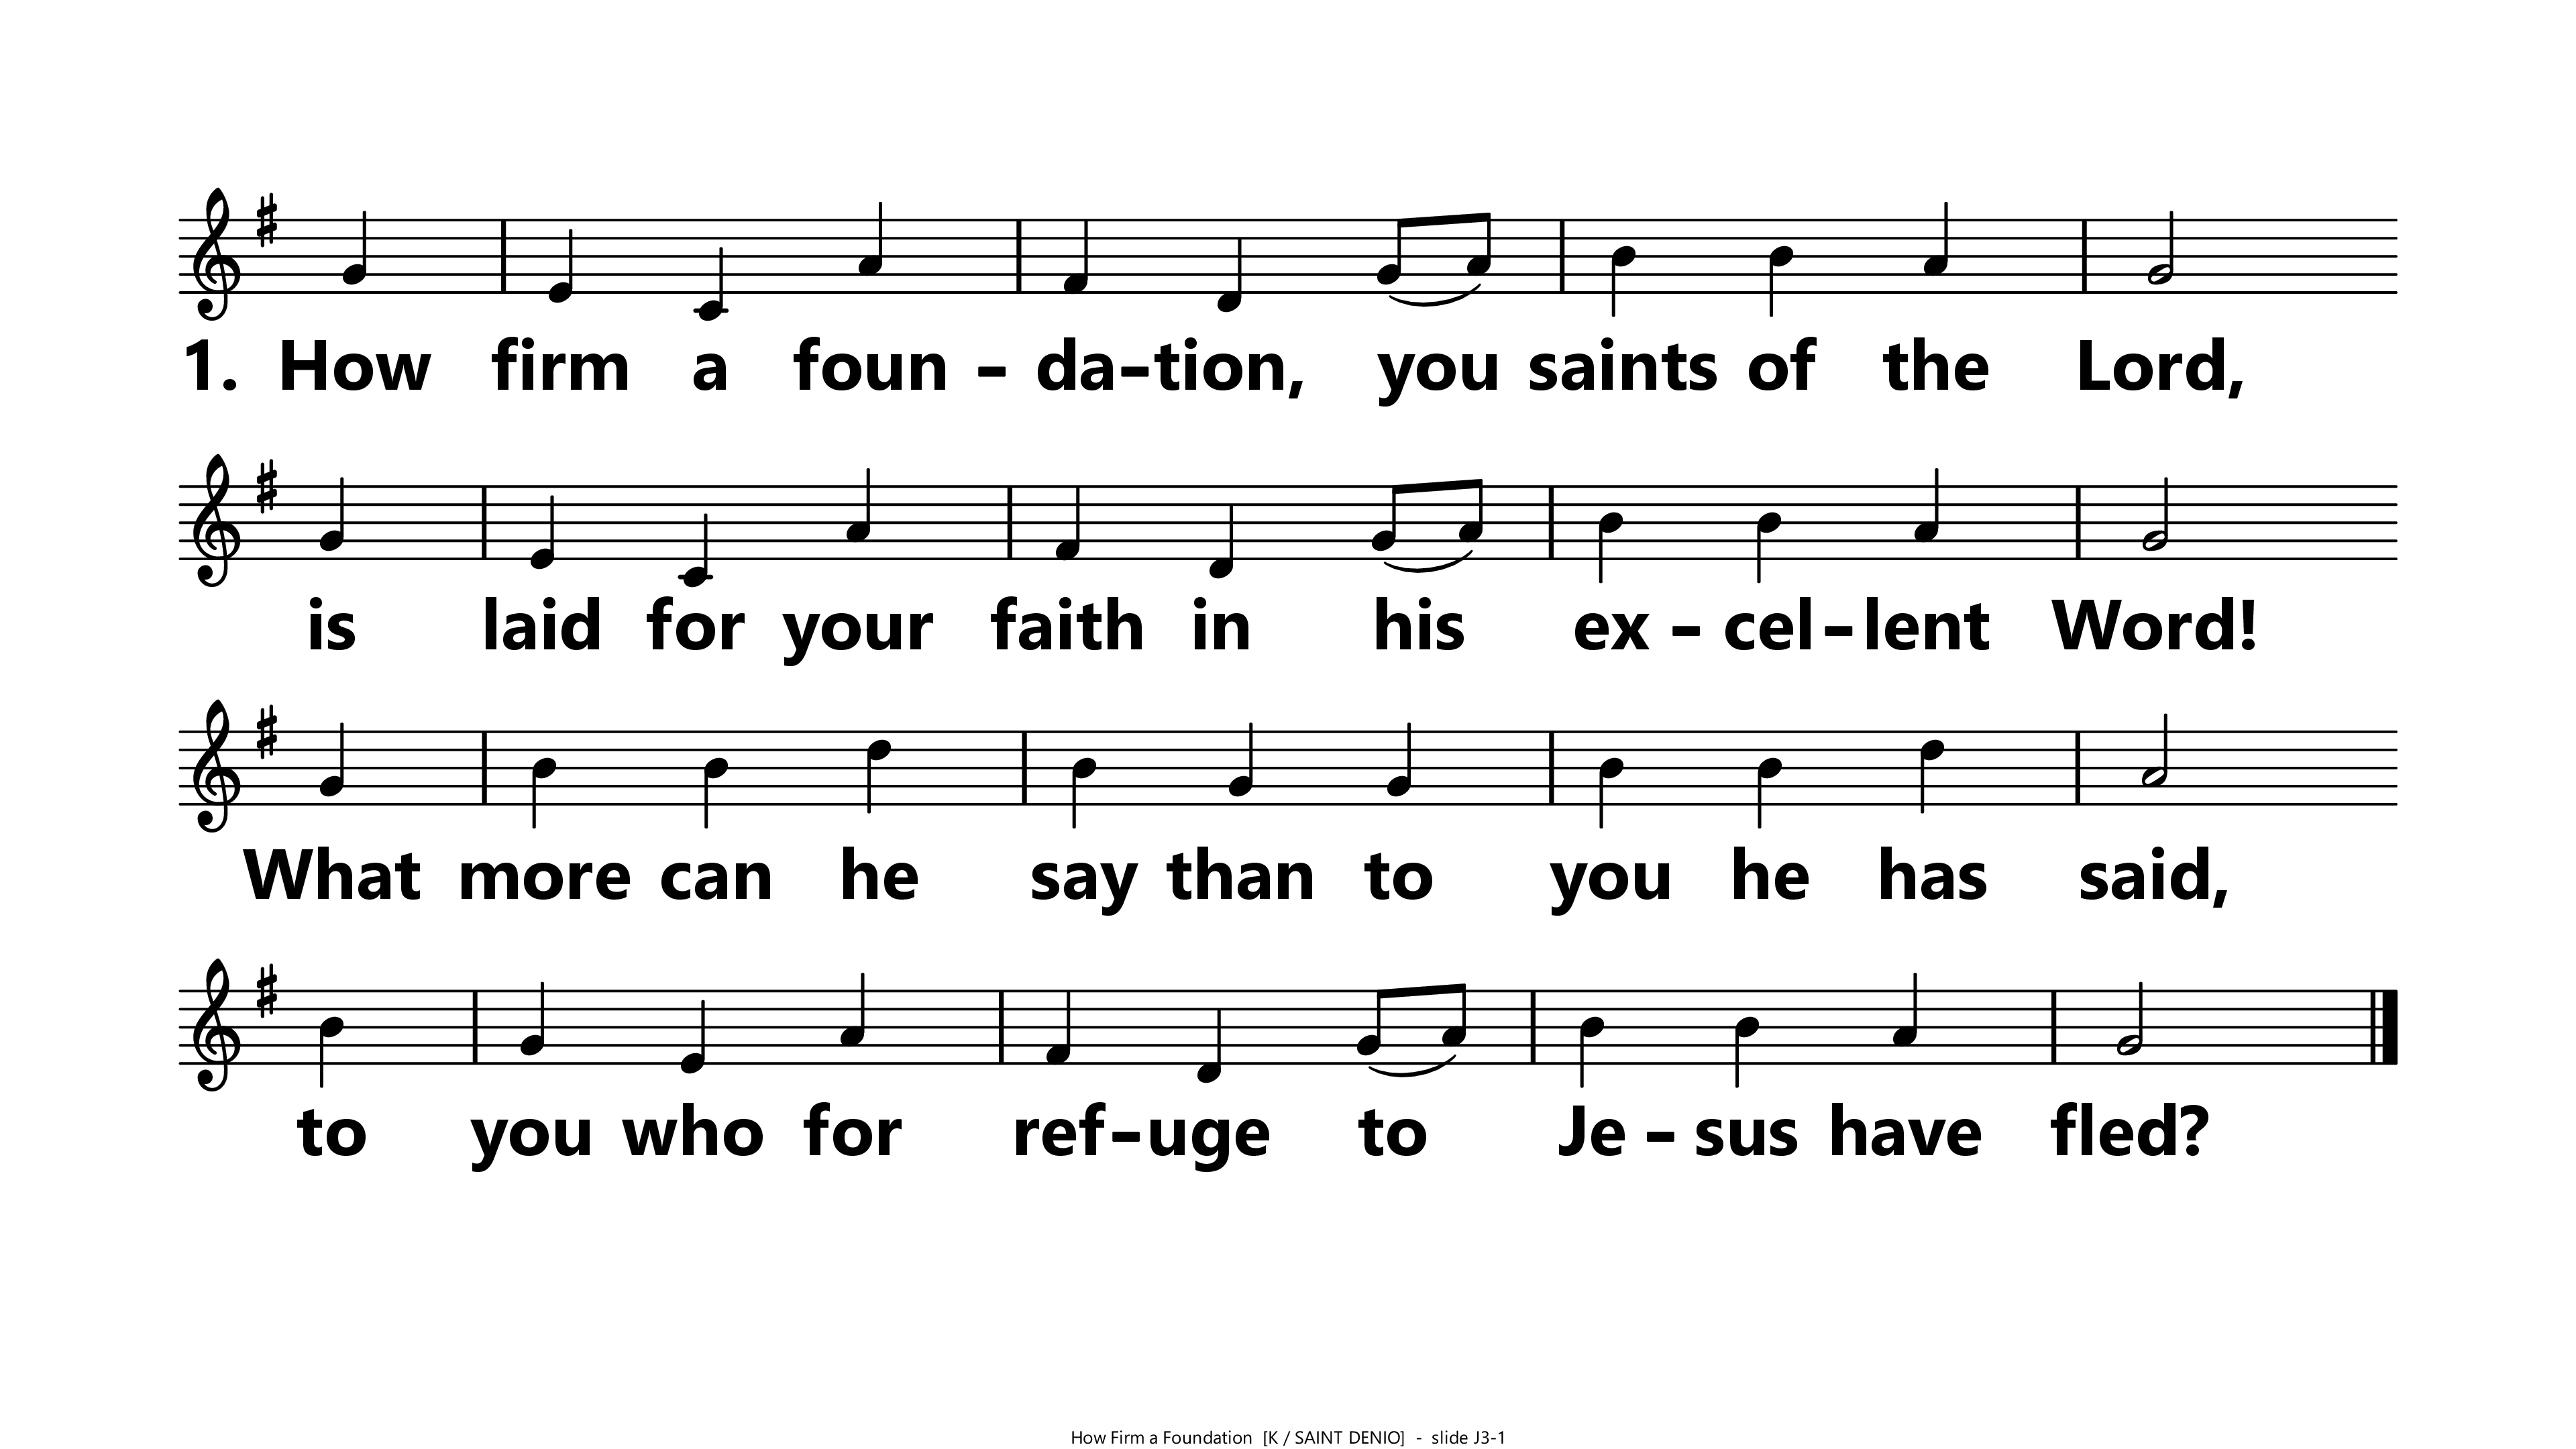 1. How firm a foun - da-tion, you saints of the Lord,
is laid for your faith in his ex - cel-lent Word!
What more can he say than to you he has said,
to you who for ref-uge to Je - sus have fled?
How Firm a Foundation [K / SAINT DENIO] - slide J3-1